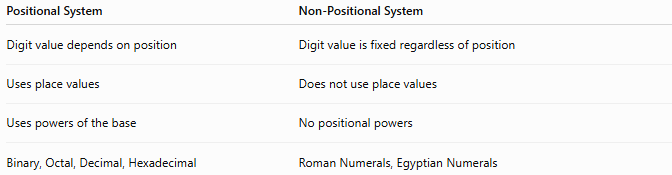 Positional System Non-Positional System
Digit value depends on position Digit value is fixed regardless of position
Uses place values Does not use place values
Uses powers of the base No positional powers
Binary, Octal, Decimal, Hexadecimal Roman Numerals, Egyptian Numerals